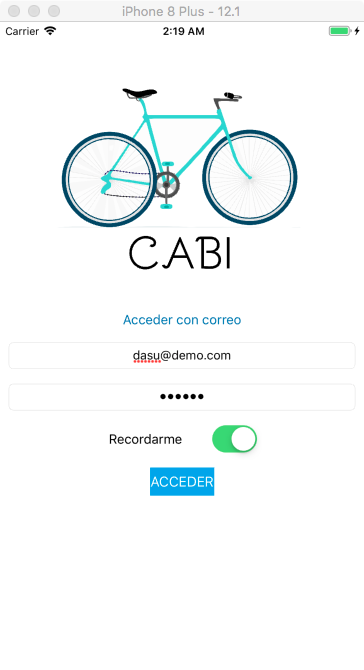 iPhone 8 Plus - 12.1
Carrier 2:19 AM
CABI
Acceder con correo
dasu@demo.com
••••••
Recordarme
ACCEDER